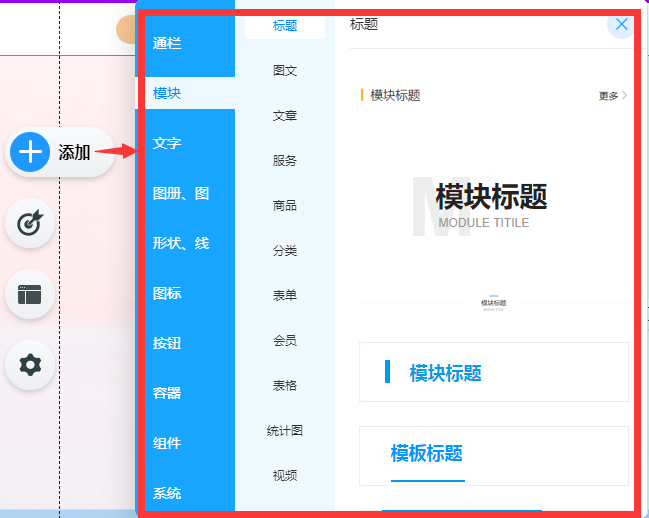 添加
通栏
模块
文字
图册、图
形状、线
图标
按钮
容器
组件
系统
标题
图文
文章
服务
商品
分类
表单
会员
表格
统计图
视频
标题
模块标题
更多
M
模块标题
MODULE TITILE
模块标题
模块标题
模板标题